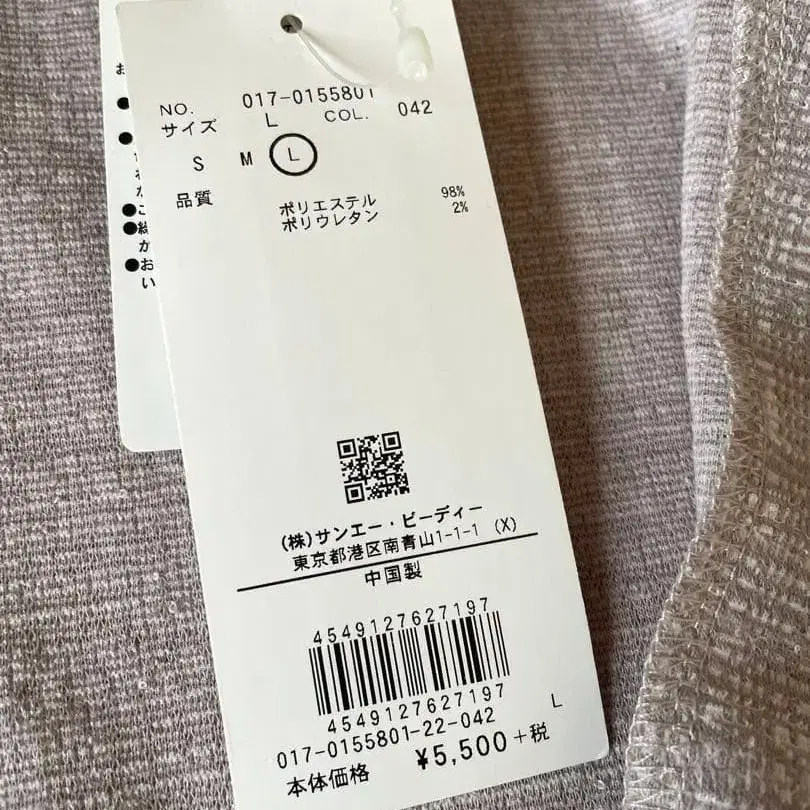 NO. 017-0155801
サイズ L COL. 042
S M L
品質 ポリエステル 98%
ポリウレタン 2%
(株)サンエー・ビーディー
東京都港区南青山1-1-1 (X)
中国製
4549127627197
4549127627197
017-0155801-22-042 L
本体価格 ¥5,500+税